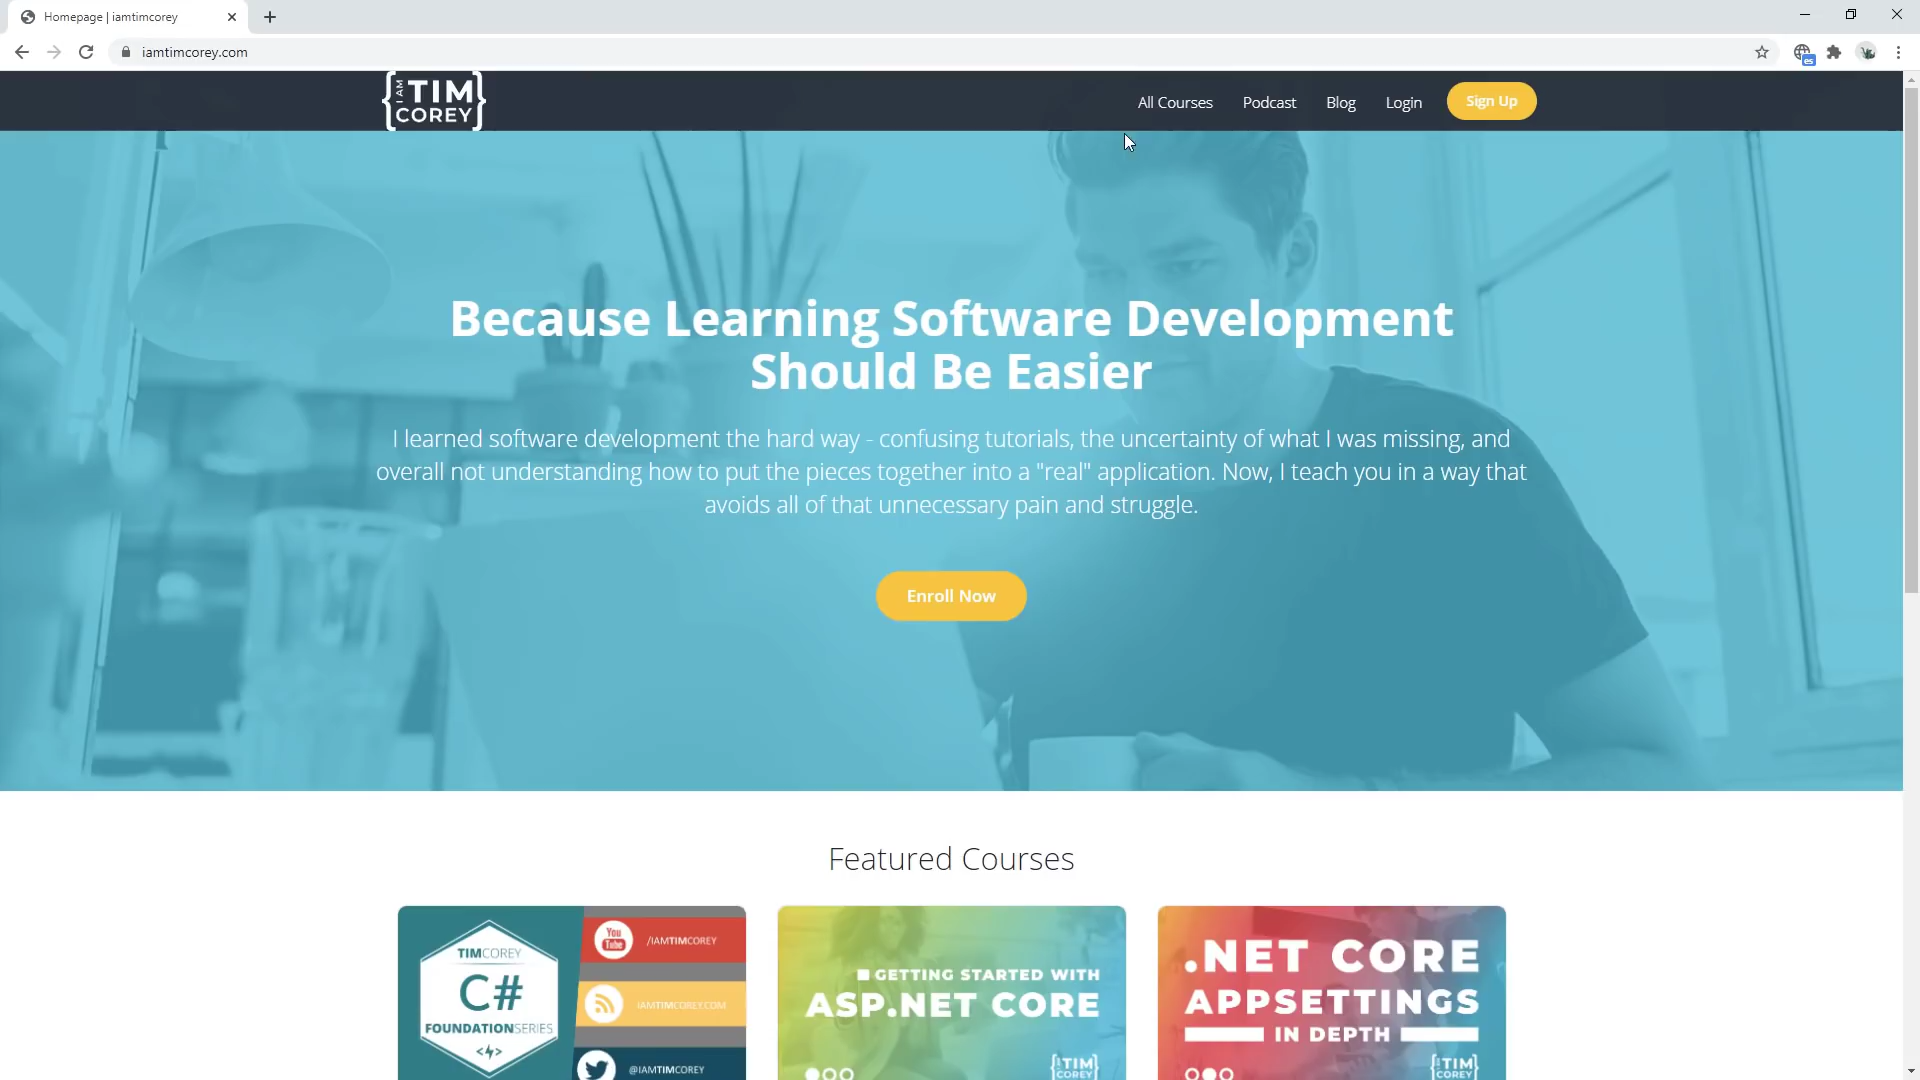 Homepage | iamtimcorey
iamtimcorey.com
es
I AM TIM
COREY
All Courses Podcast Blog Login Sign Up
Because Learning Software Development
Should Be Easier
I learned software development the hard way - confusing tutorials, the uncertainty of what I was missing, and
overall not understanding how to put the pieces together into a "real" application. Now, I teach you in a way that
avoids all of that unnecessary pain and struggle.
Enroll Now
Featured Courses
TIMCOREY
C#
FOUNDATIONSERIES
You
Tube
/IAMTIMCOREY
IAMTIMCOREY.COM
@IAMTIMCOREY
GETTING STARTED WITH
ASP.NET CORE
I AM TIM
COREY
.NET CORE
APPSETTINGS
IN DEPTH
I AM TIM
COREY